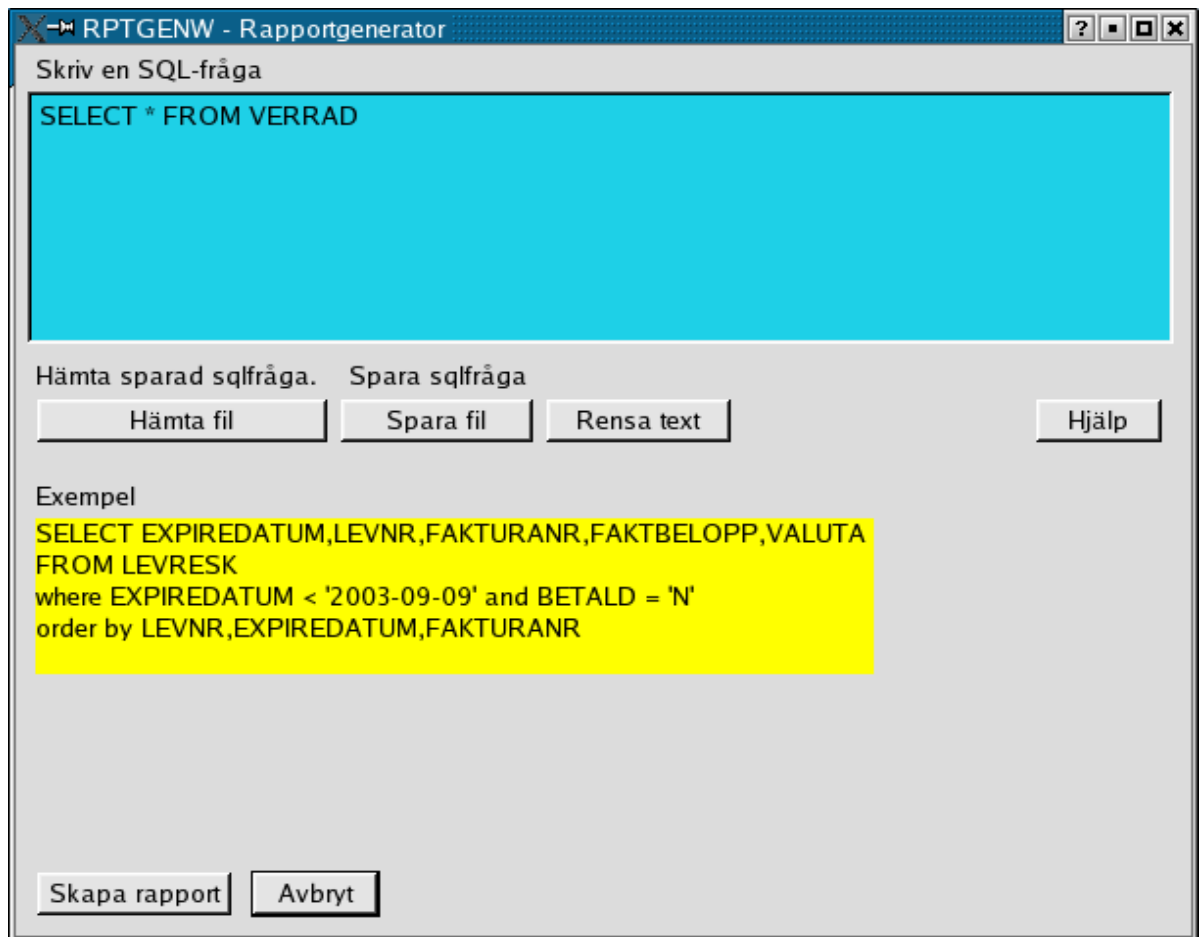 RPTGENW - Rapportgenerator
Skriv en SQL-fråga
SELECT * FROM VERRAD
Hämta sparad sqlfråga. Spara sqlfråga
Hämta fil Spara fil Rensa text Hjälp
Exempel
SELECT EXPIREDATUM,LEVNR,FAKTURANR,FAKTBELOPP,VALUTA
FROM LEVRESK
where EXPIREDATUM < '2003-09-09' and BETALD = 'N'
order by LEVNR,EXPIREDATUM,FAKTURANR
Skapa rapport Avbryt